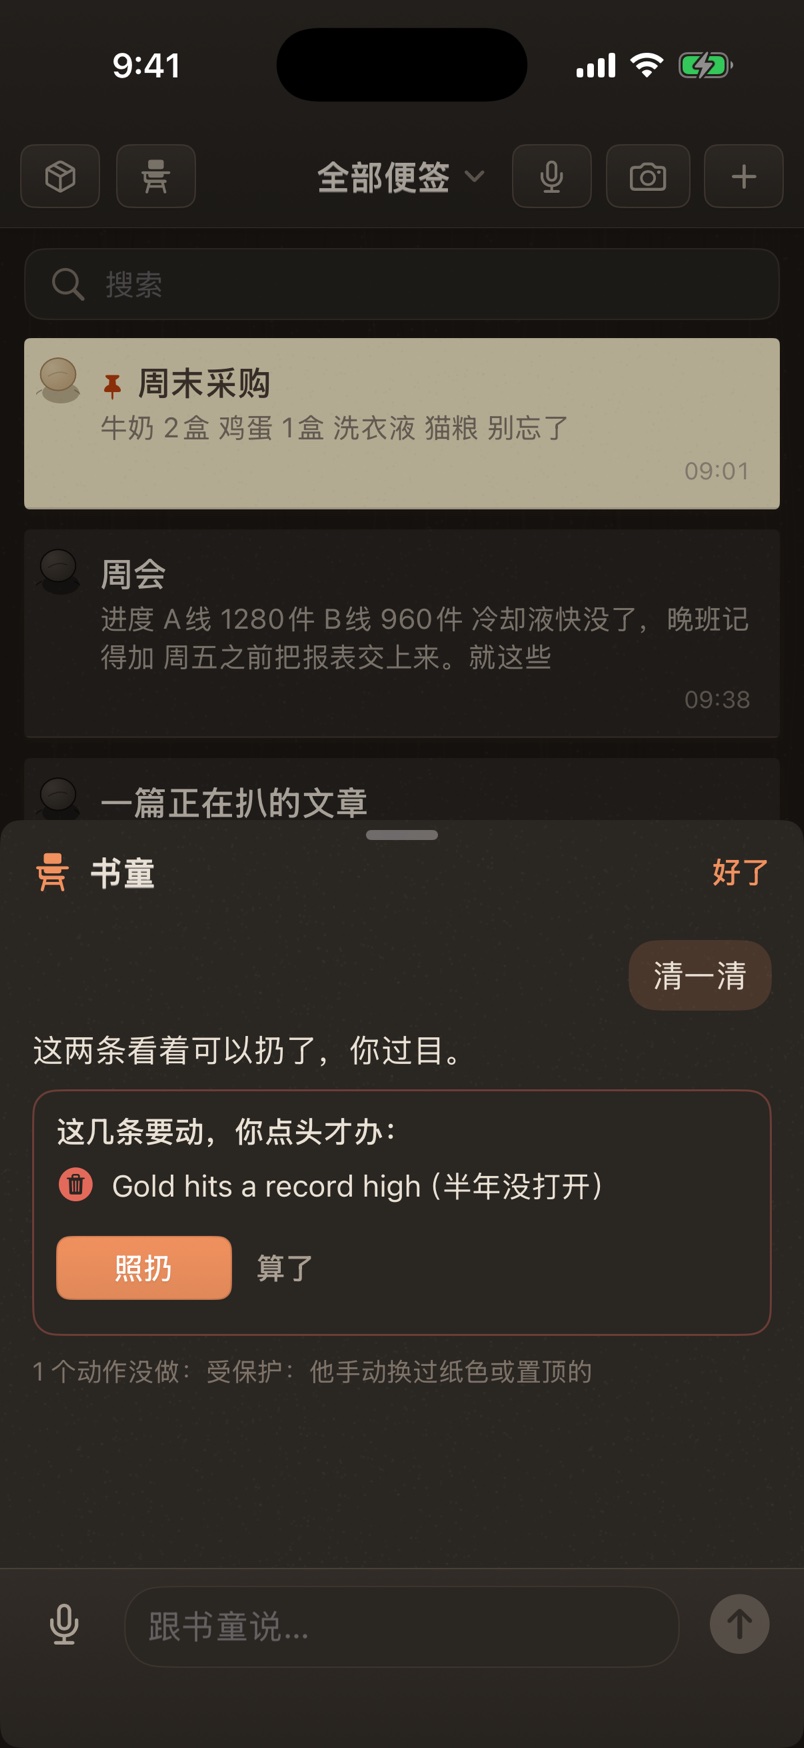 9:41
全部便签
搜索
周末采购
牛奶 2盒 鸡蛋 1盒 洗衣液 猫粮 别忘了
09:01
周会
进度 A线 1280件 B线 960件 冷却液快没了，晚班记
得加 周五之前把报表交上来。就这些
09:38
一篇正在扒的文章
书童
好了
清一清
这两条看着可以扔了，你过目。
这几条要动，你点头才办：
Gold hits a record high (半年没打开)
照扔
算了
1 个动作没做：受保护：他手动换过纸色或置顶的
跟书童说...